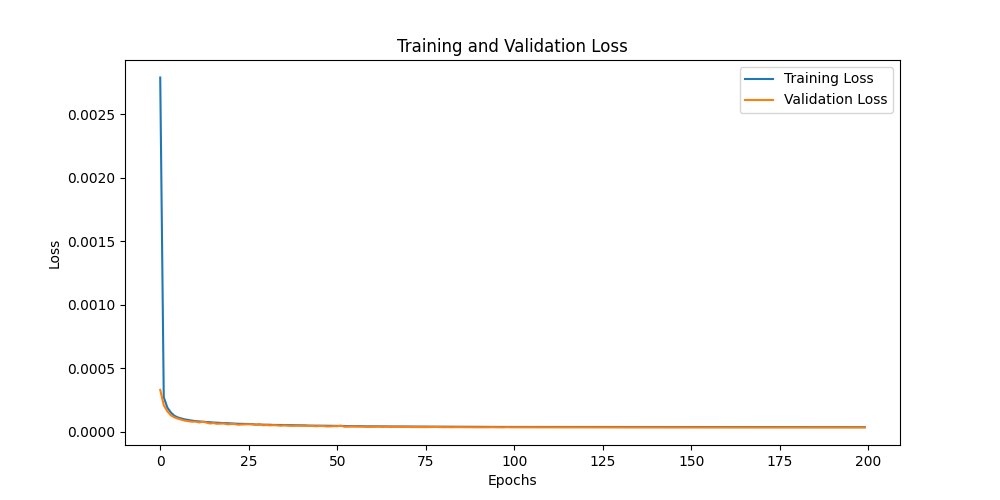 Training and Validation Loss
Training Loss
Validation Loss
Loss
0.0025
0.0020
0.0015
0.0010
0.0005
0.0000
0 25 50 75 100 125 150 175 200
Epochs